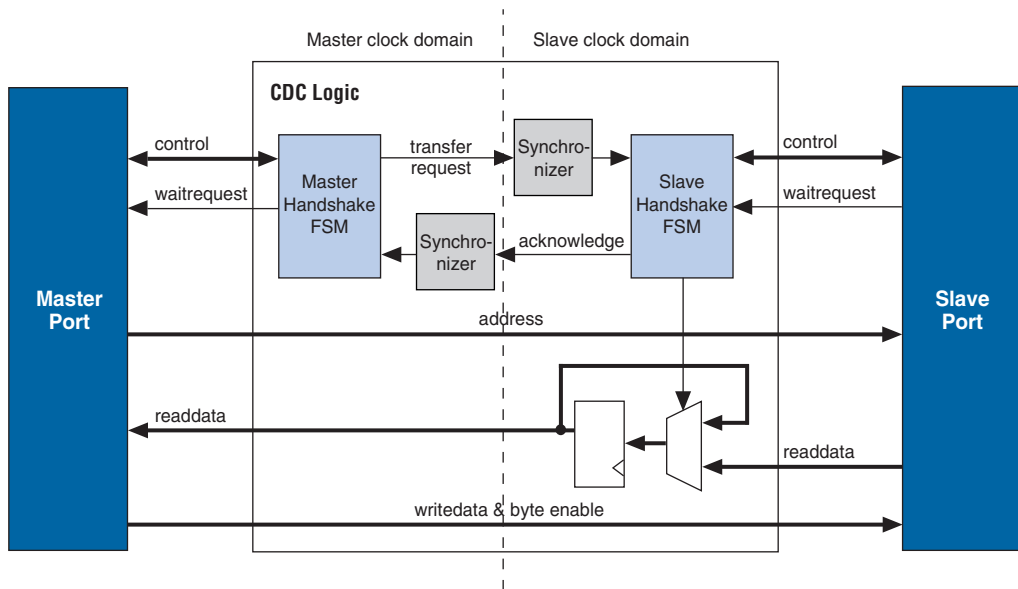 Master clock domain
Slave clock domain
CDC Logic
control
transfer
request
Synchro-
nizer
control
Master
Handshake
FSM
Slave
Handshake
FSM
waitrequest
waitrequest
Synchro-
nizer
acknowledge
Master
Port
Slave
Port
address
readdata
readdata
writedata & byte enable